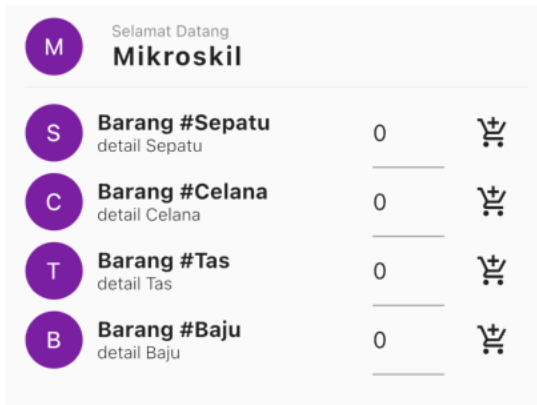 M
Selamat Datang
Mikroskil
S
Barang #Sepatu
detail Sepatu
0
C
Barang #Celana
detail Celana
0
T
Barang #Tas
detail Tas
0
B
Barang #Baju
detail Baju
0